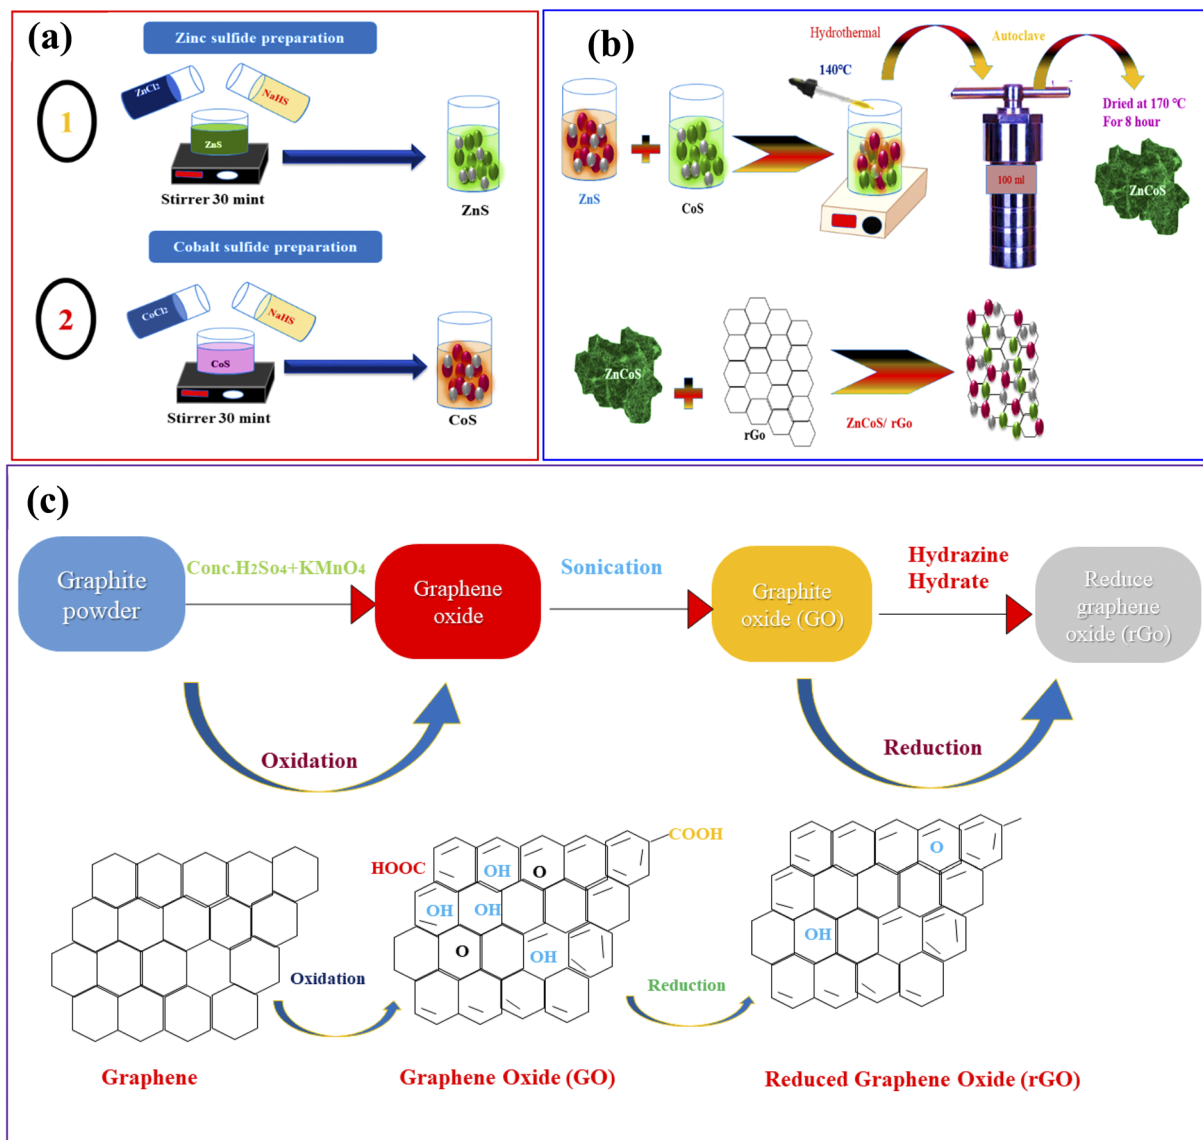 (a)
Zinc sulfide preparation
1
ZnCl2
NaHS
ZnS
Stirrer 30 mint
ZnS
Cobalt sulfide preparation
2
CoCl2
NaHS
CoS
Stirrer 30 mint
CoS
(b)
Hydrothermal
Autoclave
140℃
Dried at 170 ℃
For 8 hour
100 ml
ZnCoS
ZnS
CoS
ZnCoS
rGo
ZnCoS/ rGo
(c)
Graphite
powder
Conc.H2So4+KMnO4
Graphene
oxide
Sonication
Graphite
oxide (GO)
Hydrazine
Hydrate
Reduce
graphene
oxide (rGo)
Oxidation
Reduction
COOH
HOOC
OH
O
OH
OH
O
OH
O
OH
Oxidation
Reduction
Graphene
Graphene Oxide (GO)
Reduced Graphene Oxide (rGO)